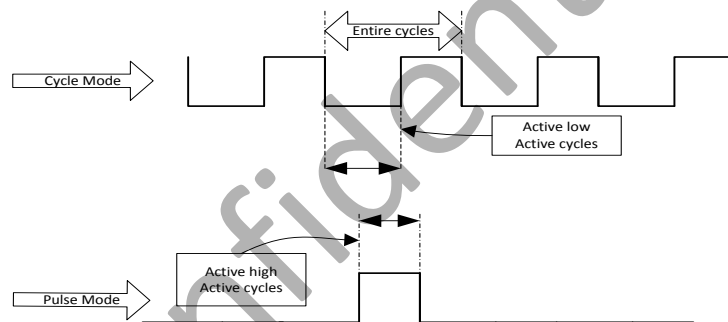 Entire cycles
Cycle Mode
Active low
Active cycles
Active high
Active cycles
Pulse Mode